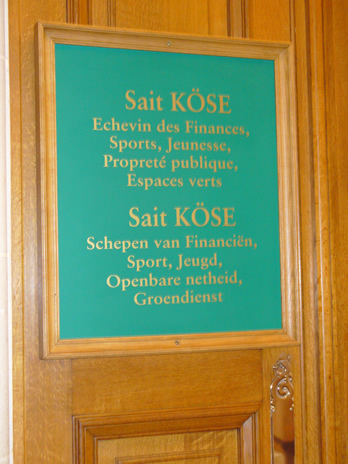 Sait KÖSE
Echevin des Finances,
Sports, Jeunesse,
Propreté publique,
Espaces verts
Sait KÖSE
Schepen van Financiën,
Sport, Jeugd,
Openbare netheid,
Groendienst